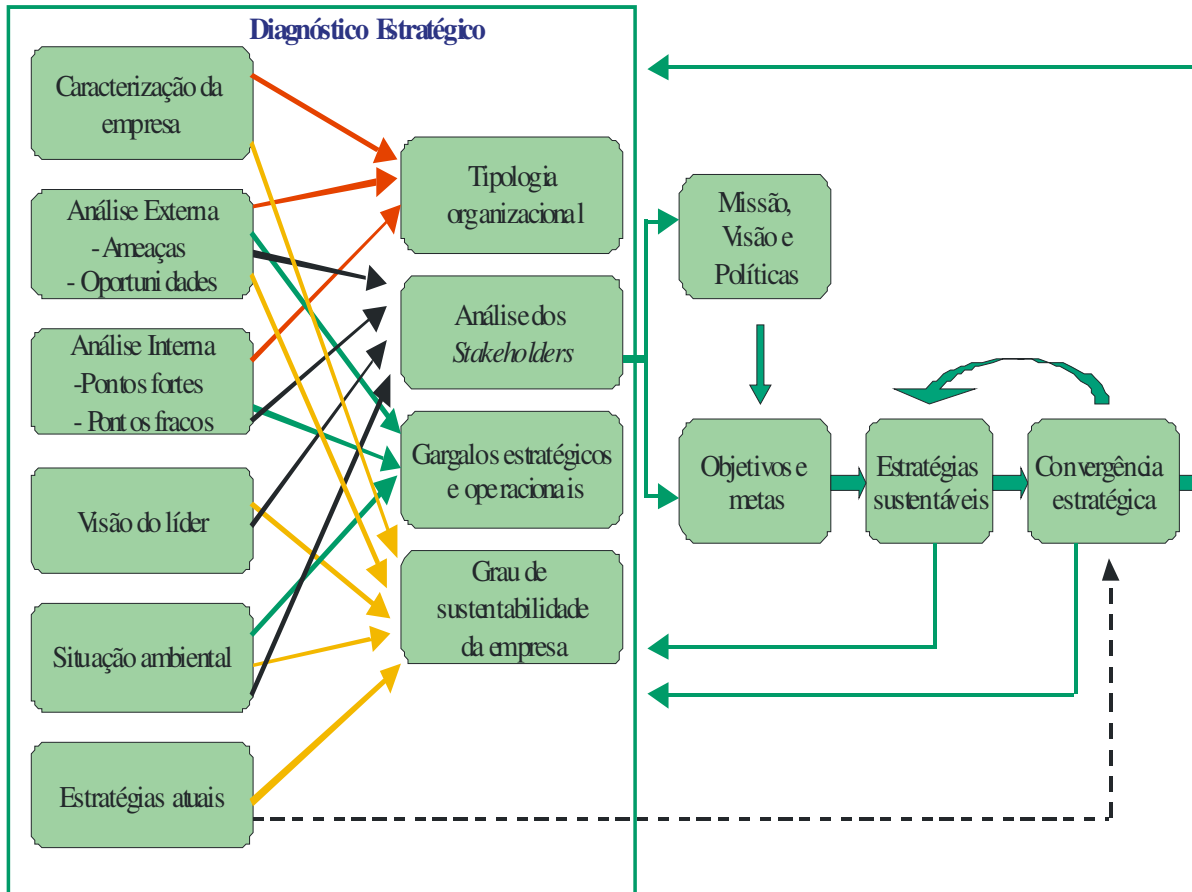 Diagnóstico Estratégico
Caracterização da
empresa
Análise Externa
- Ameaças
- Oportunidades
Análise Interna
-Pontos fortes
- Pontos fracos
Visão do líder
Situação ambiental
Estratégias atuais
Tipologia
organizacional
Análise dos
Stakeholders
Gargalos estratégicos
e operacionais
Grau de
sustentabilidade
da empresa
Missão,
Visão e
Políticas
Objetivos e
metas
Estratégias
sustentáveis
Convergência
estratégica